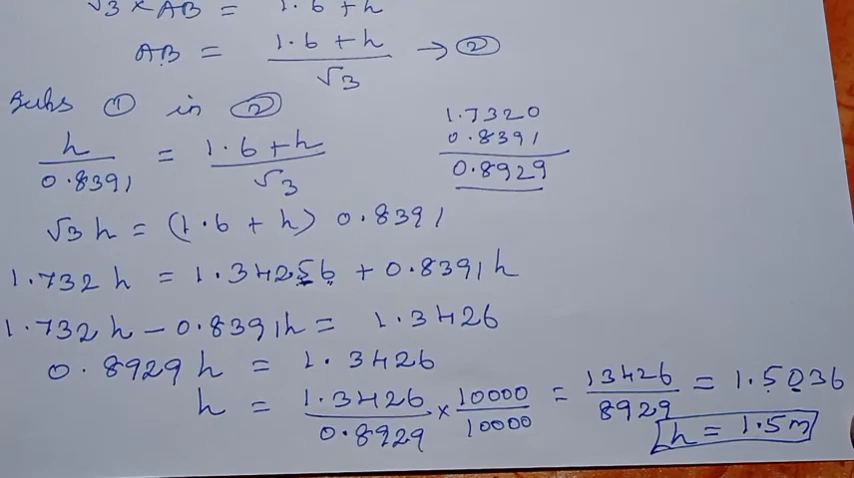 √3 × AB = 1.6 + h
AB = (1.6 + h)/√3 → ②
Subs ① in ②
h/0.8391 = (1.6 + h)/√3
1.7320
0.8391
0.8929
√3 h = (1.6 + h) 0.8391
1.732 h = 1.34256 + 0.8391 h
1.732 h - 0.8391 h = 1.3426
0.8929 h = 1.3426
h = 1.3426/0.8929 × 10000/10000 = 13426/8929 = 1.5036
h = 1.5m